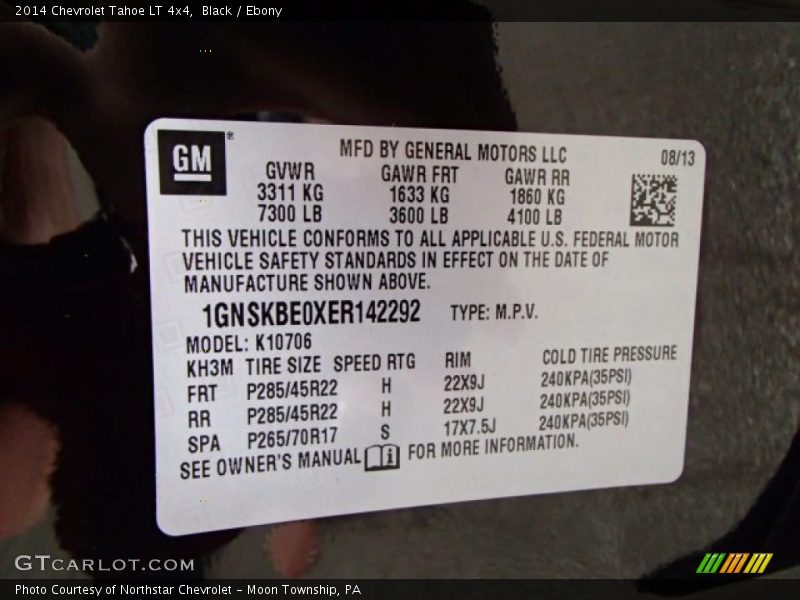 2014 Chevrolet Tahoe LT 4x4, Black / Ebony
GM ®
MFD BY GENERAL MOTORS LLC 08/13
GVWR GAWR FRT GAWR RR
3311 KG 1633 KG 1860 KG
7300 LB 3600 LB 4100 LB
THIS VEHICLE CONFORMS TO ALL APPLICABLE U.S. FEDERAL MOTOR
VEHICLE SAFETY STANDARDS IN EFFECT ON THE DATE OF
MANUFACTURE SHOWN ABOVE.
1GNSKBE0XER142292 TYPE: M.P.V.
MODEL: K10706
KH3M TIRE SIZE SPEED RTG RIM COLD TIRE PRESSURE
FRT P285/45R22 H 22X9J 240KPA(35PSI)
RR P285/45R22 H 22X9J 240KPA(35PSI)
SPA P265/70R17 S 17X7.5J 240KPA(35PSI)
SEE OWNER'S MANUAL i FOR MORE INFORMATION.
GTCARLOT.COM
Photo Courtesy of Northstar Chevrolet - Moon Township, PA